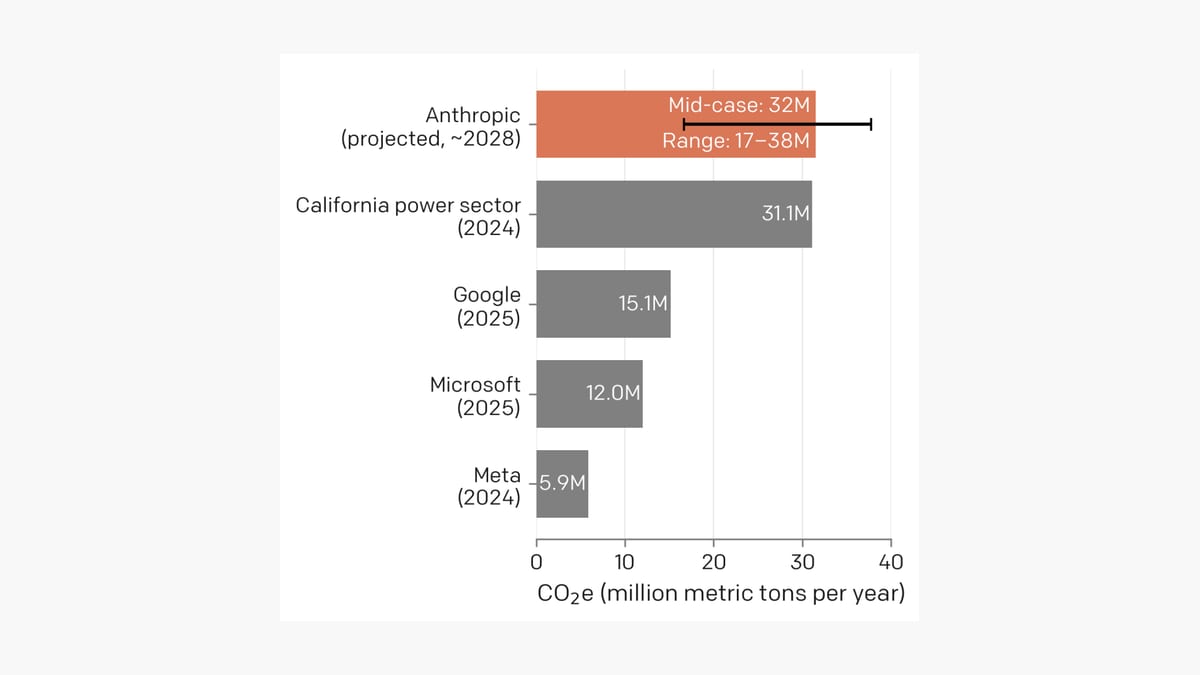 Anthropic
(projected, ~2028)
Mid-case: 32M
Range: 17–38M
California power sector
(2024)
31.1M
Google
(2025)
15.1M
Microsoft
(2025)
12.0M
Meta
(2024)
5.9M
0 10 20 30 40
CO₂e (million metric tons per year)